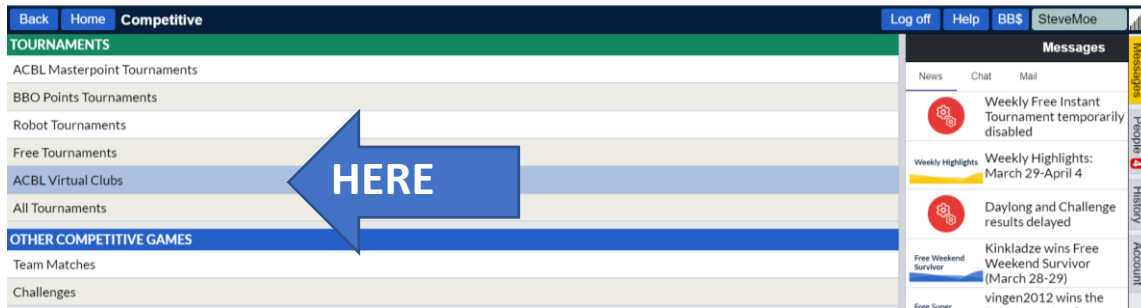 Back Home Competitive Log off Help BB$ SteveMoe
TOURNAMENTS
ACBL Masterpoint Tournaments
BBO Points Tournaments
Robot Tournaments
Free Tournaments
ACBL Virtual Clubs
All Tournaments
HERE
OTHER COMPETITIVE GAMES
Team Matches
Challenges
Messages
News Chat Mail
Weekly Free Instant
Tournament temporarily
disabled
Weekly Highlights
Weekly Highlights:
March 29-April 4
Daylong and Challenge
results delayed
Free Weekend
Survivor
Kinkladze wins Free
Weekend Survivor
(March 28-29)
Free Super
vingen2012 wins the
Messages
People 4
History
Account